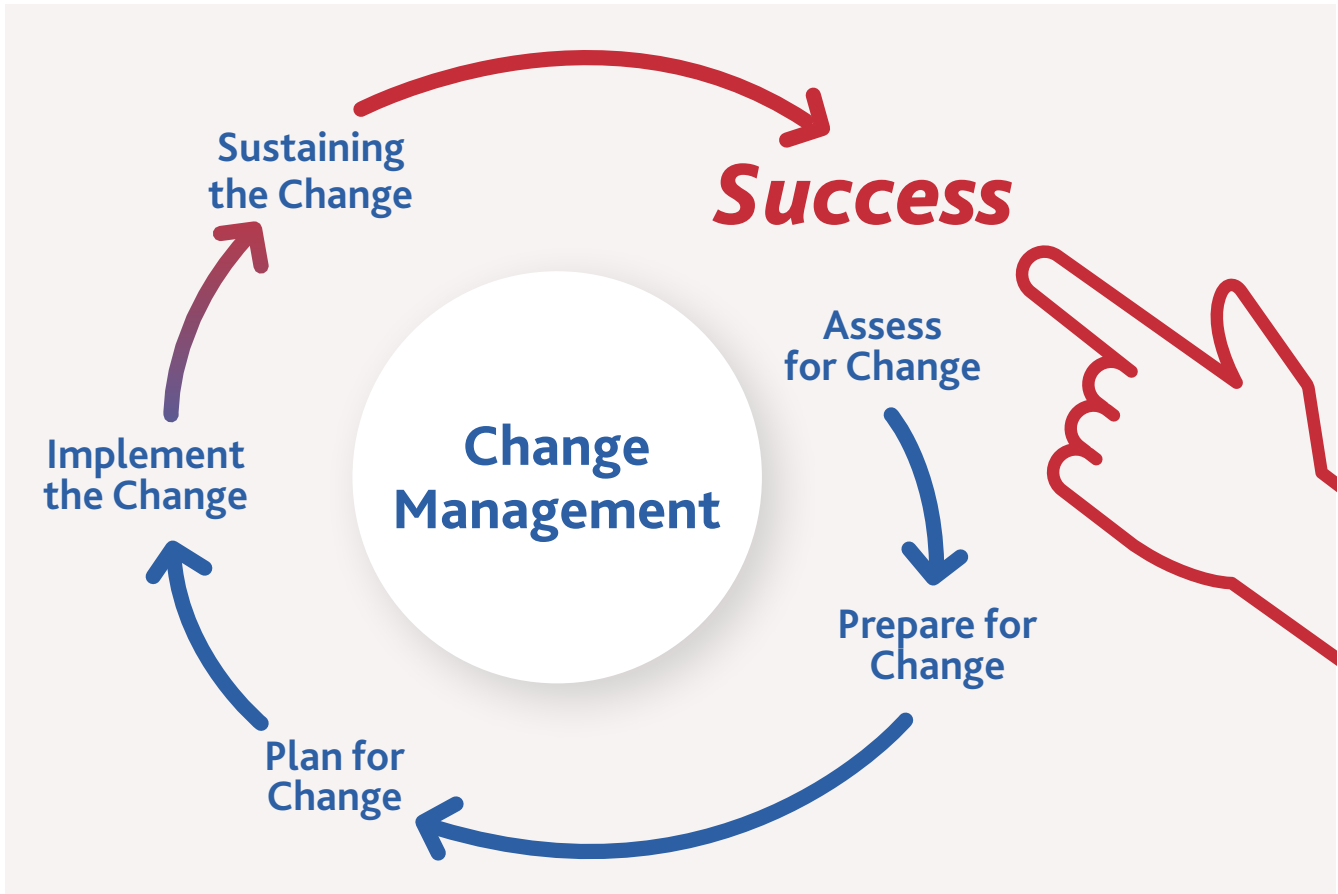 Sustaining
the Change
Success
Assess
for Change
Change
Management
Implement
the Change
Prepare for
Change
Plan for
Change